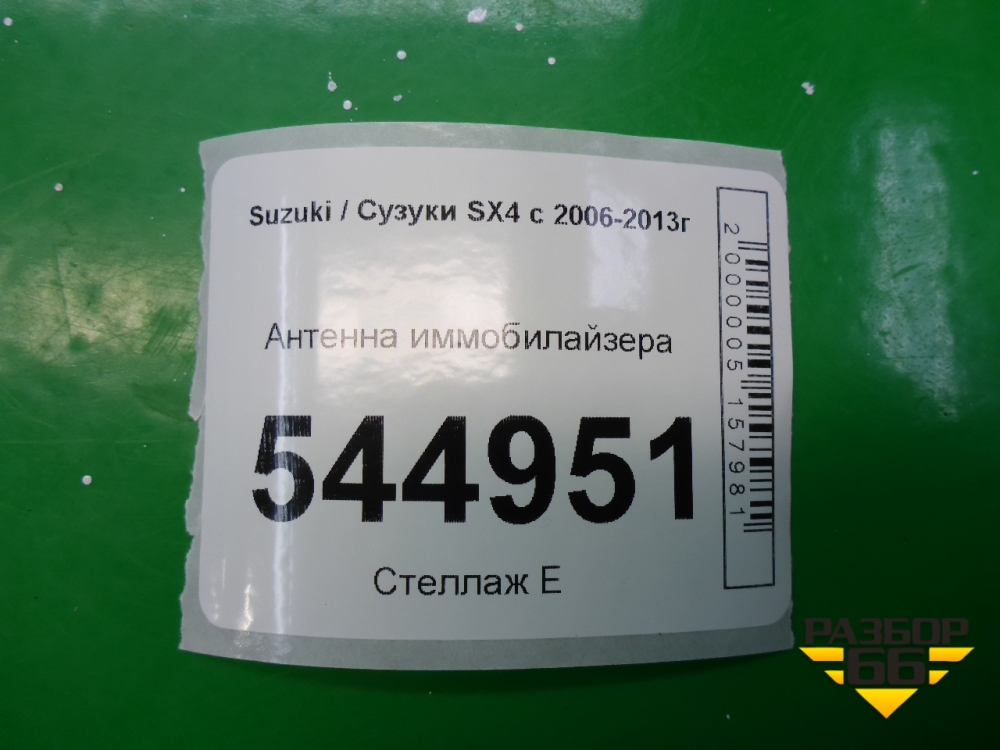 Suzuki / Сузуки SX4 с 2006-2013г
Антенна иммобилайзера
544951
Стеллаж Е
2000005157981
РАЗБОР
66